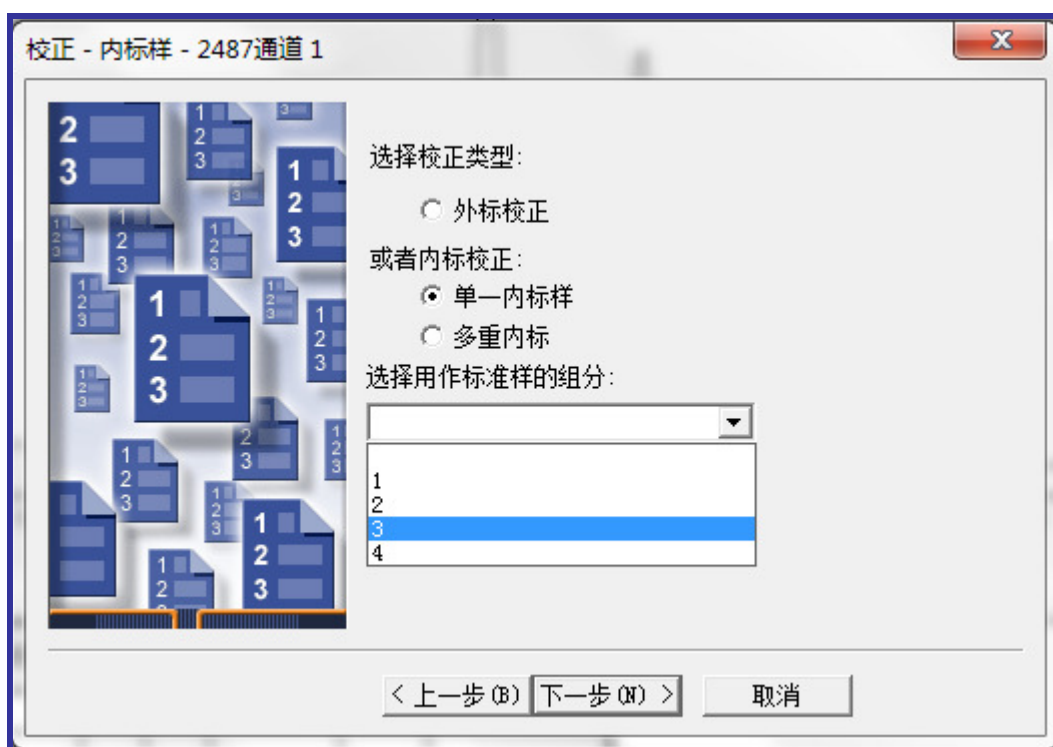 校正 - 内标样 - 2487通道 1
选择校正类型:
外标校正
或者内标校正:
单一内标样
多重内标
选择用作标准样的组分:
1
2
3
4
< 上一步(B)
下一步(N) >
取消